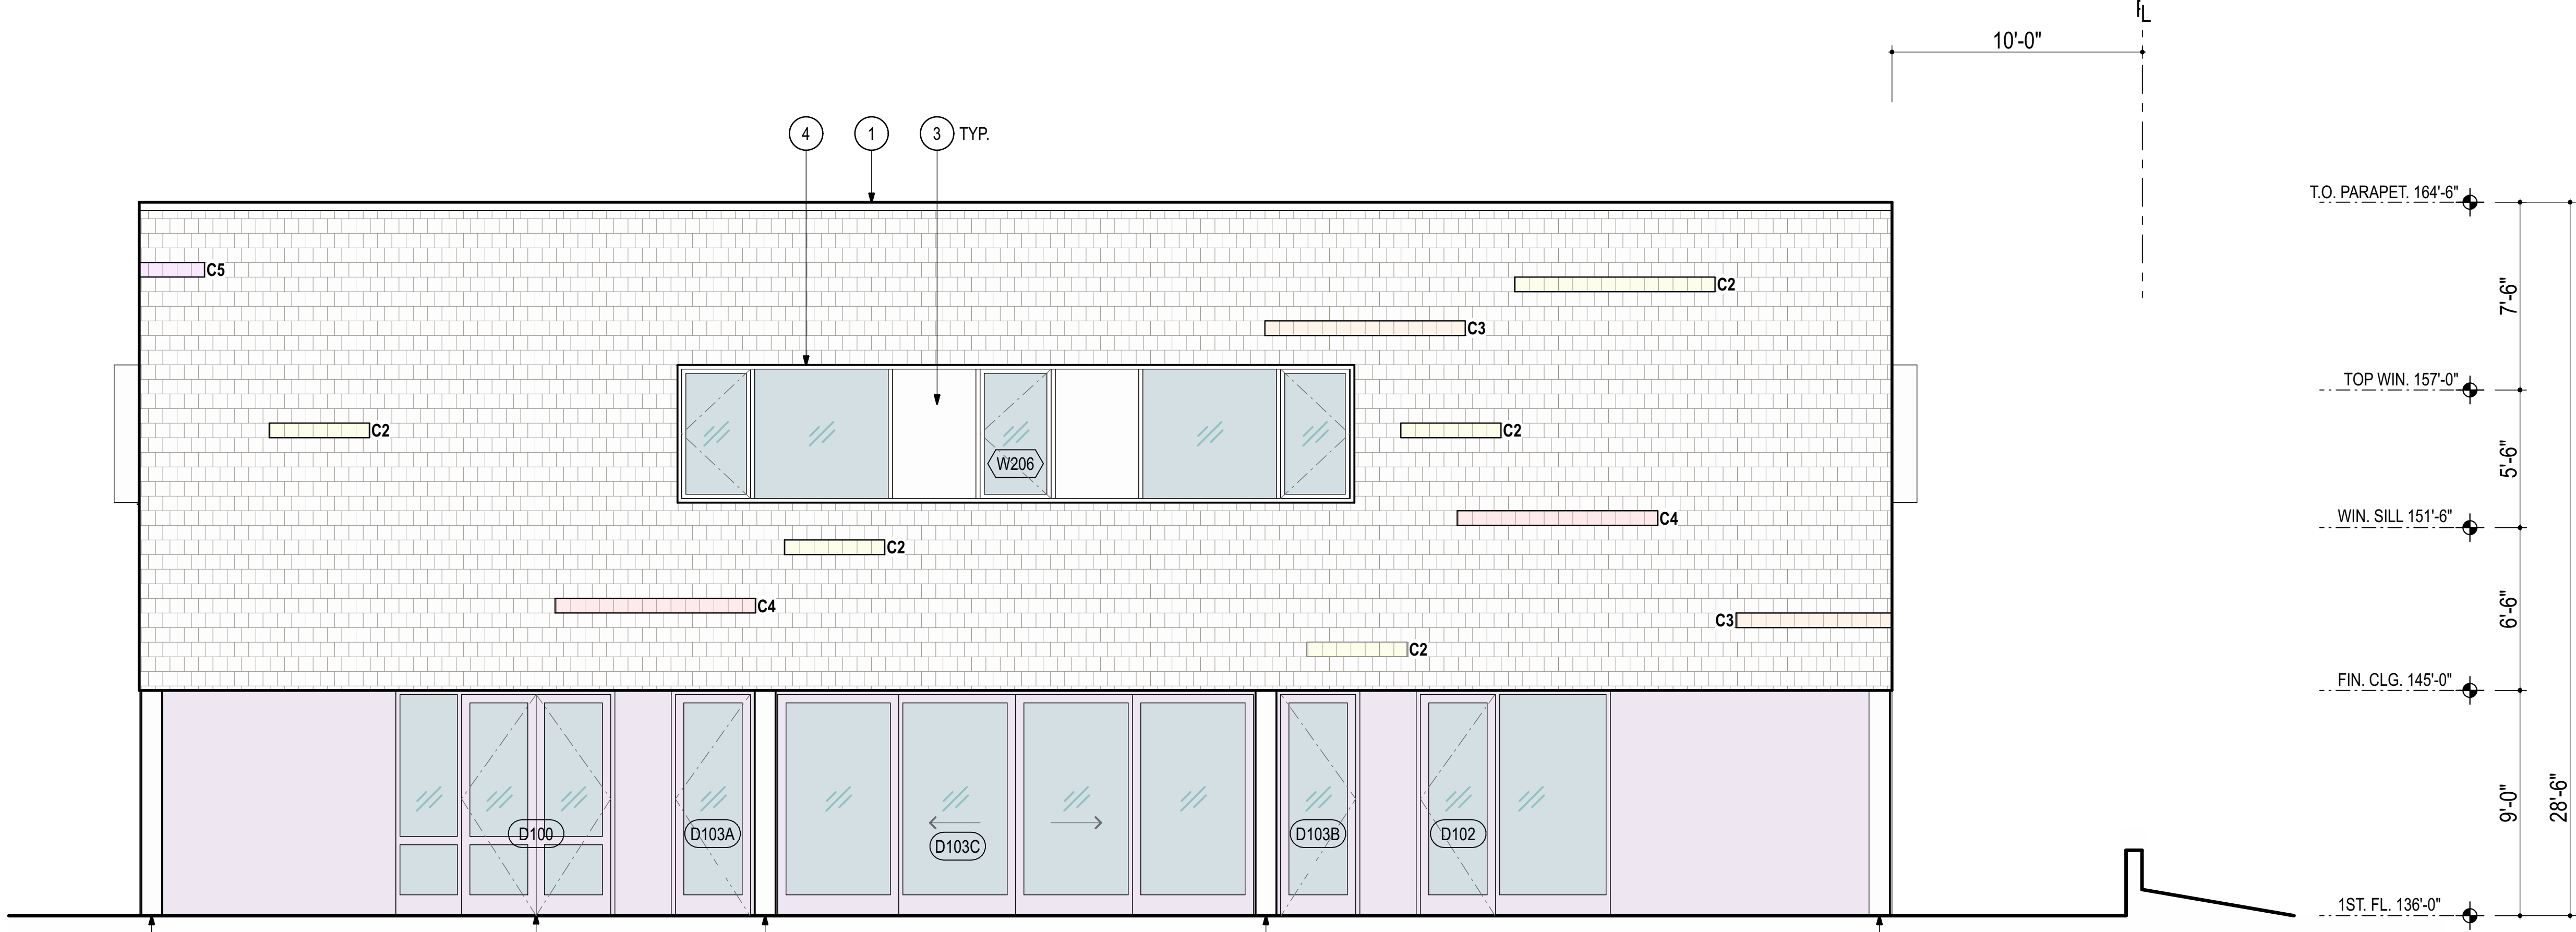 PL
10'-0"
4
1
3 TYP.
T.O. PARAPET. 164'-6"
C5
C2
7'-6"
C3
TOP WIN. 157'-0"
C2
C2
W206
5'-6"
C4
WIN. SILL 151'-6"
C2
C4
C3
6'-6"
C2
FIN. CLG. 145'-0"
D100
D103A
D103C
D103B
D102
9'-0"
28'-6"
1ST. FL. 136'-0"